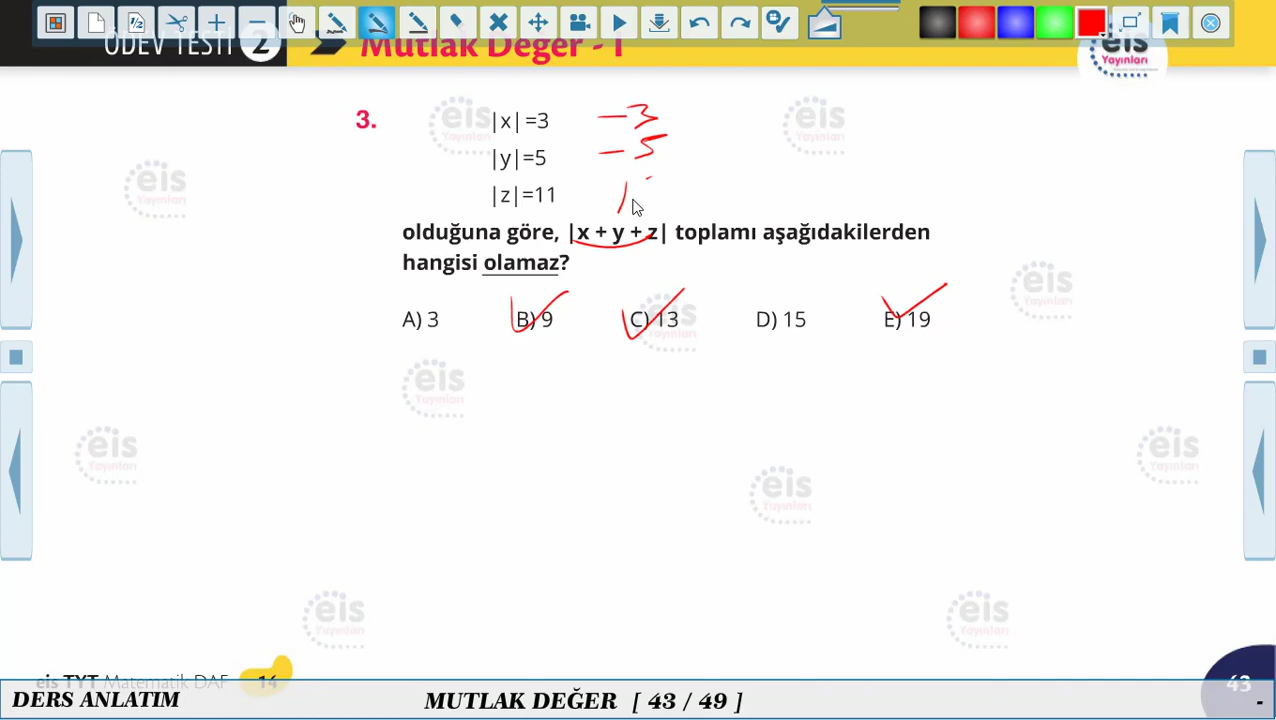 ÖDEV TESTİ 2 Mutlak Değer - 1
eis Yayınları
3. |x|=3 -3
|y|=5 -5
|z|=11
olduğuna göre, |x + y + z| toplamı aşağıdakilerden
hangisi olamaz?
A) 3 B) 9 C) 13 D) 15 E) 19
eis TYT Matematik DAF 14
43
DERS ANLATIM MUTLAK DEĞER [ 43 / 49 ] -